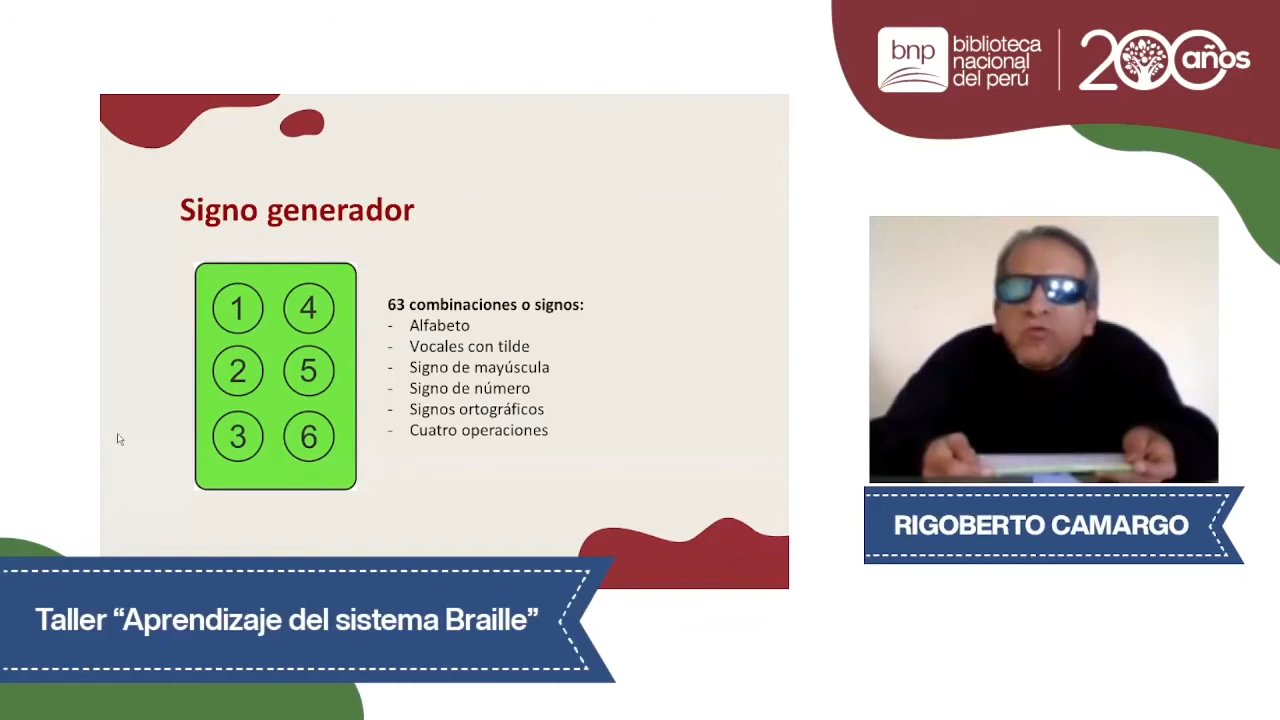 bnp
biblioteca
nacional
del perú
200 años
Signo generador
1 4
2 5
3 6
63 combinaciones o signos:
- Alfabeto
- Vocales con tilde
- Signo de mayúscula
- Signo de número
- Signos ortográficos
- Cuatro operaciones
RIGOBERTO CAMARGO
Taller “Aprendizaje del sistema Braille”